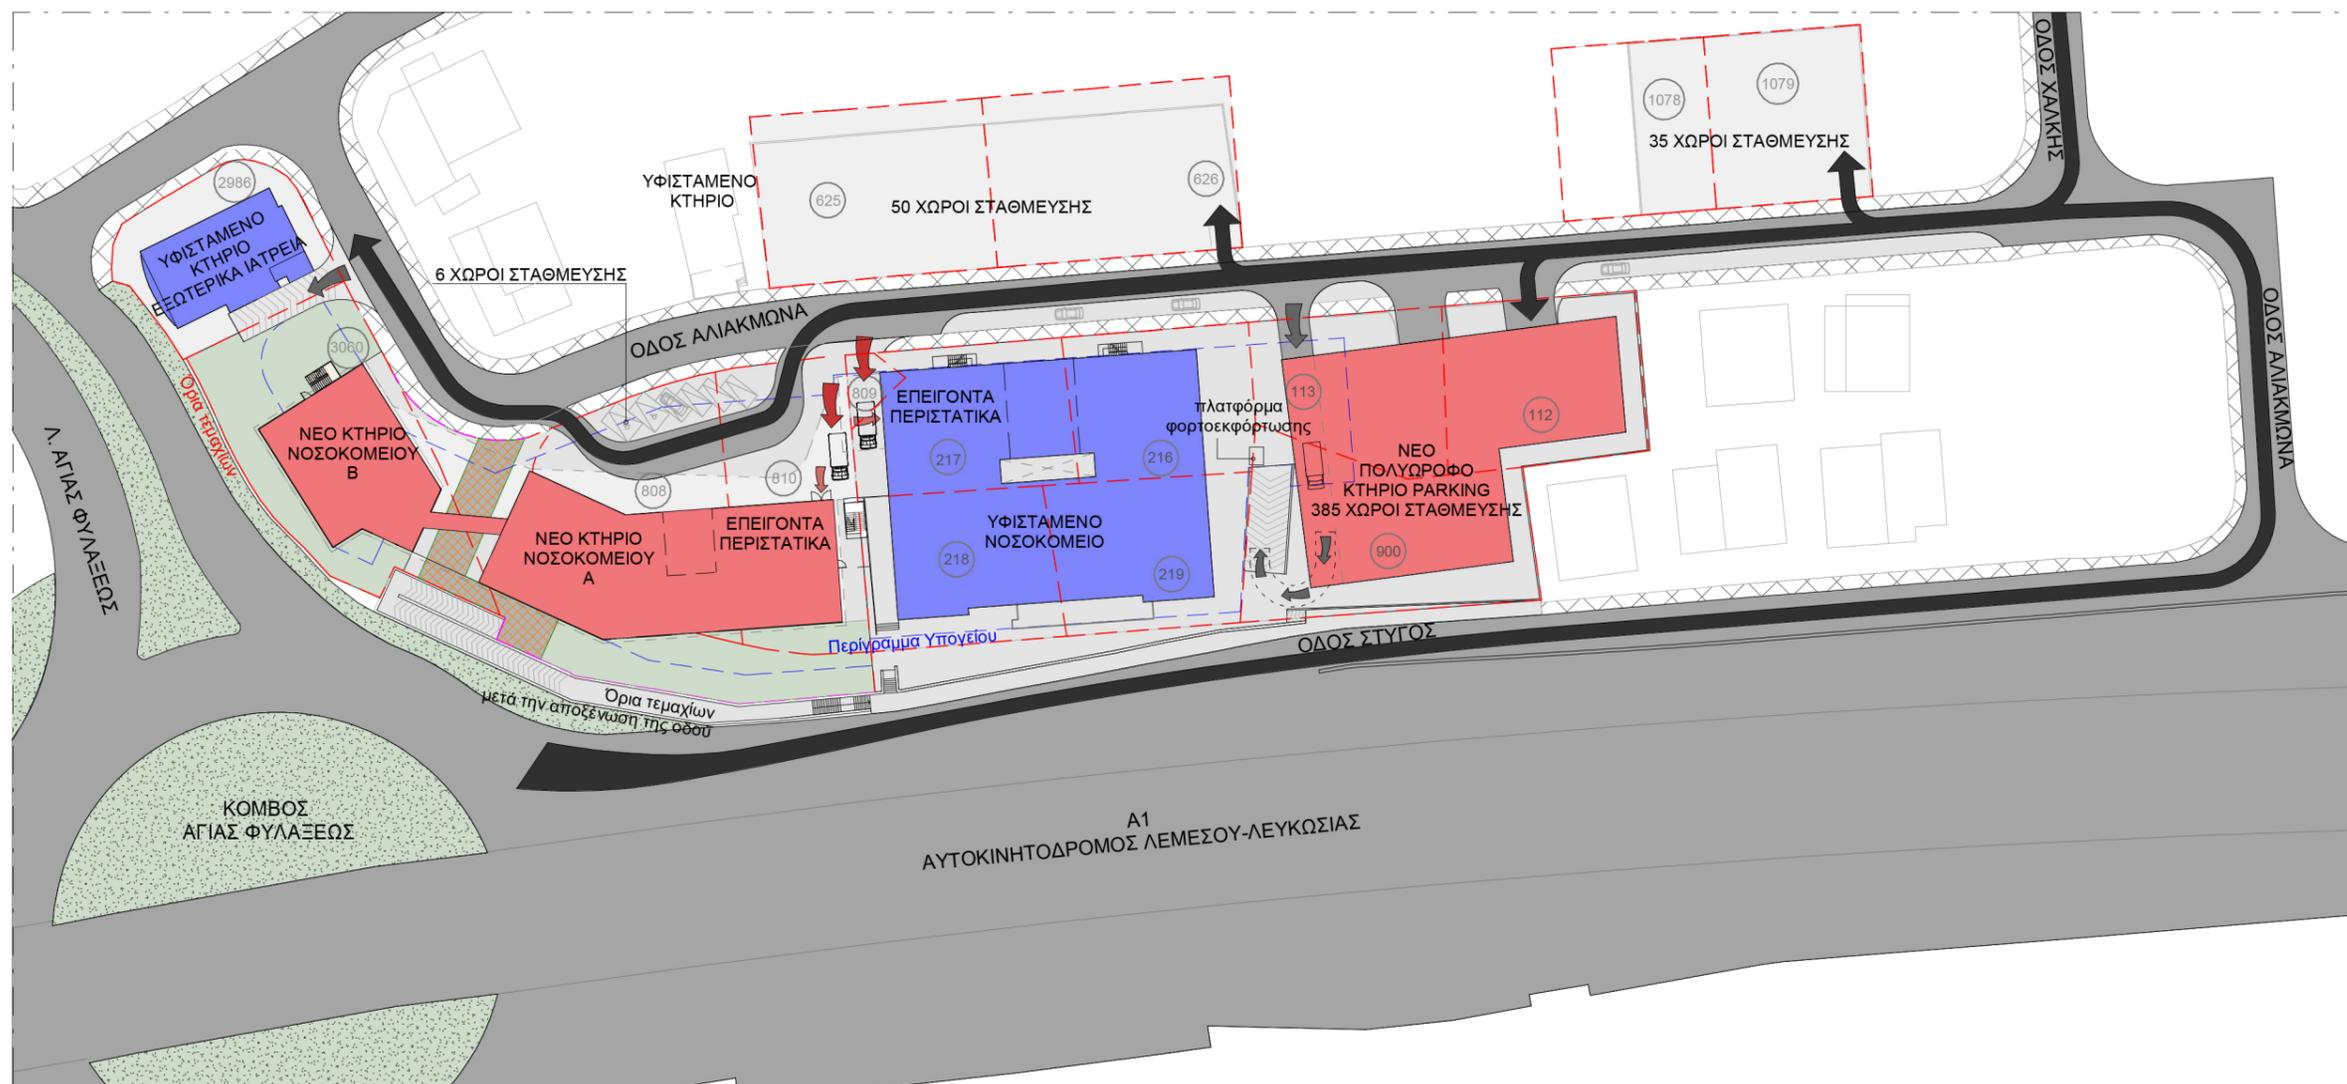 ΟΔΟΣ ΧΑΛΚΗΣ
1078
1079
35 ΧΩΡΟΙ ΣΤΑΘΜΕΥΣΗΣ
2986
ΥΦΙΣΤΑΜΕΝΟ
ΚΤΗΡΙΟ
ΕΞΩΤΕΡΙΚΑ ΙΑΤΡΕΙΑ
ΥΦΙΣΤΑΜΕΝΟ
ΚΤΗΡΙΟ
625
626
50 ΧΩΡΟΙ ΣΤΑΘΜΕΥΣΗΣ
6 ΧΩΡΟΙ ΣΤΑΘΜΕΥΣΗΣ
ΟΔΟΣ ΑΛΙΑΚΜΩΝΑ
ΟΔΟΣ ΑΛΙΑΚΜΩΝΑ
3060
Όρια τεμαχίων
Λ. ΑΓΙΑΣ ΦΥΛΑΞΕΩΣ
ΝΕΟ ΚΤΗΡΙΟ
ΝΟΣΟΚΟΜΕΙΟΥ
Β
808
810
809
ΕΠΕΙΓΟΝΤΑ
ΠΕΡΙΣΤΑΤΙΚΑ
217
216
218
219
ΥΦΙΣΤΑΜΕΝΟ
ΝΟΣΟΚΟΜΕΙΟ
ΝΕΟ ΚΤΗΡΙΟ
ΝΟΣΟΚΟΜΕΙΟΥ
Α
ΕΠΕΙΓΟΝΤΑ
ΠΕΡΙΣΤΑΤΙΚΑ
πλατφόρμα
φορτοεκφόρτωσης
113
112
ΝΕΟ
ΠΟΛΥΩΡΟΦΟ
ΚΤΗΡΙΟ PARKING
385 ΧΩΡΟΙ ΣΤΑΘΜΕΥΣΗΣ
900
Περίγραμμα Υπογείου
ΟΔΟΣ ΣΤΥΓΟΣ
Όρια τεμαχίων
μετά την αποξένωση της οδού
ΚΟΜΒΟΣ
ΑΓΙΑΣ ΦΥΛΑΞΕΩΣ
Α1
ΑΥΤΟΚΙΝΗΤΟΔΡΟΜΟΣ ΛΕΜΕΣΟΥ-ΛΕΥΚΩΣΙΑΣ